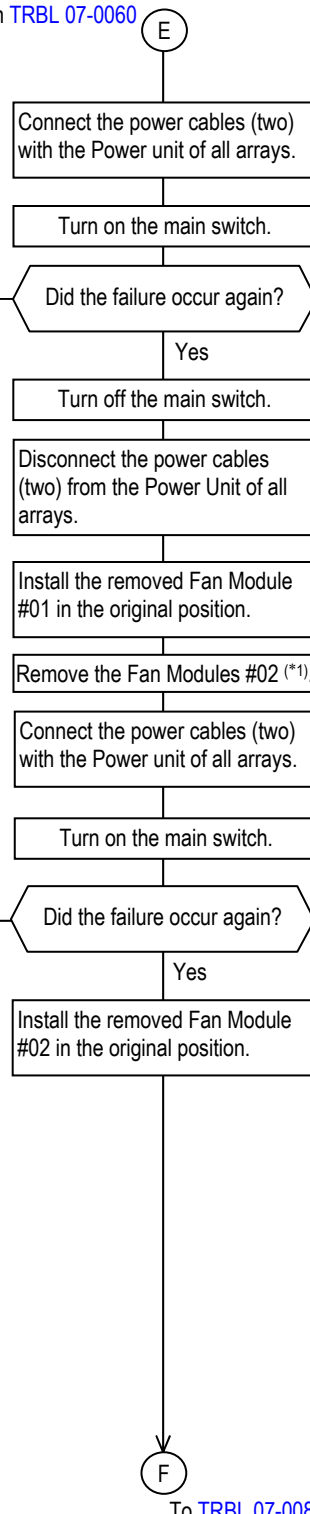 TRBL 07-0060
E
Connect the power cables (two)
with the Power unit of all arrays.
Turn on the main switch.
Did the failure occur again?
Yes
Turn off the main switch.
Disconnect the power cables
(two) from the Power Unit of all
arrays.
Install the removed Fan Module
#01 in the original position.
Remove the Fan Modules #02 (*1).
Connect the power cables (two)
with the Power unit of all arrays.
Turn on the main switch.
Did the failure occur again?
Yes
Install the removed Fan Module
#02 in the original position.
F
To TRBL 07-008